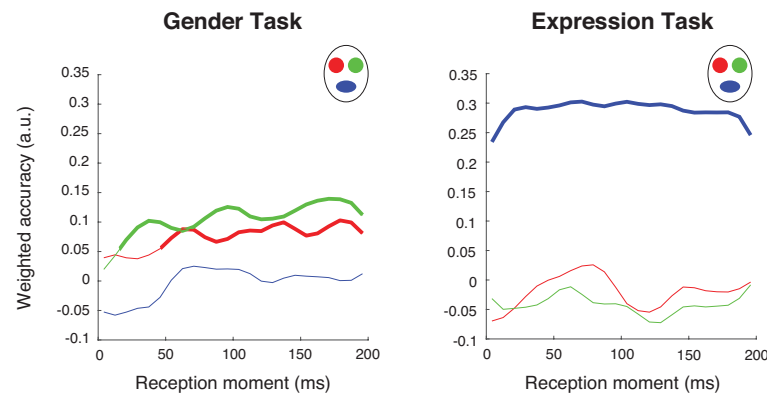 Gender Task
Expression Task
Weighted accuracy (a.u.)
0.35
0.3
0.25
0.2
0.15
0.1
0.05
0
-0.05
-0.1
0 50 100 150 200
Reception moment (ms)
0.35
0.3
0.25
0.2
0.15
0.1
0.05
0
-0.05
-0.1
0 50 100 150 200
Reception moment (ms)